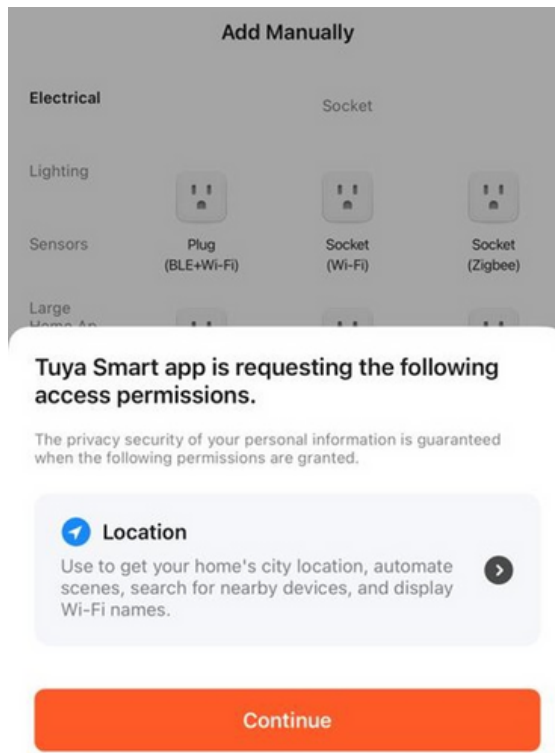 Add Manually
Electrical
Socket
Lighting
Sensors
Plug
(BLE+Wi-Fi)
Socket
(Wi-Fi)
Socket
(Zigbee)
Large
Home Ap
Tuya Smart app is requesting the following
access permissions.
The privacy security of your personal information is guaranteed
when the following permissions are granted.
Location
Use to get your home's city location, automate
scenes, search for nearby devices, and display
Wi-Fi names.
Continue